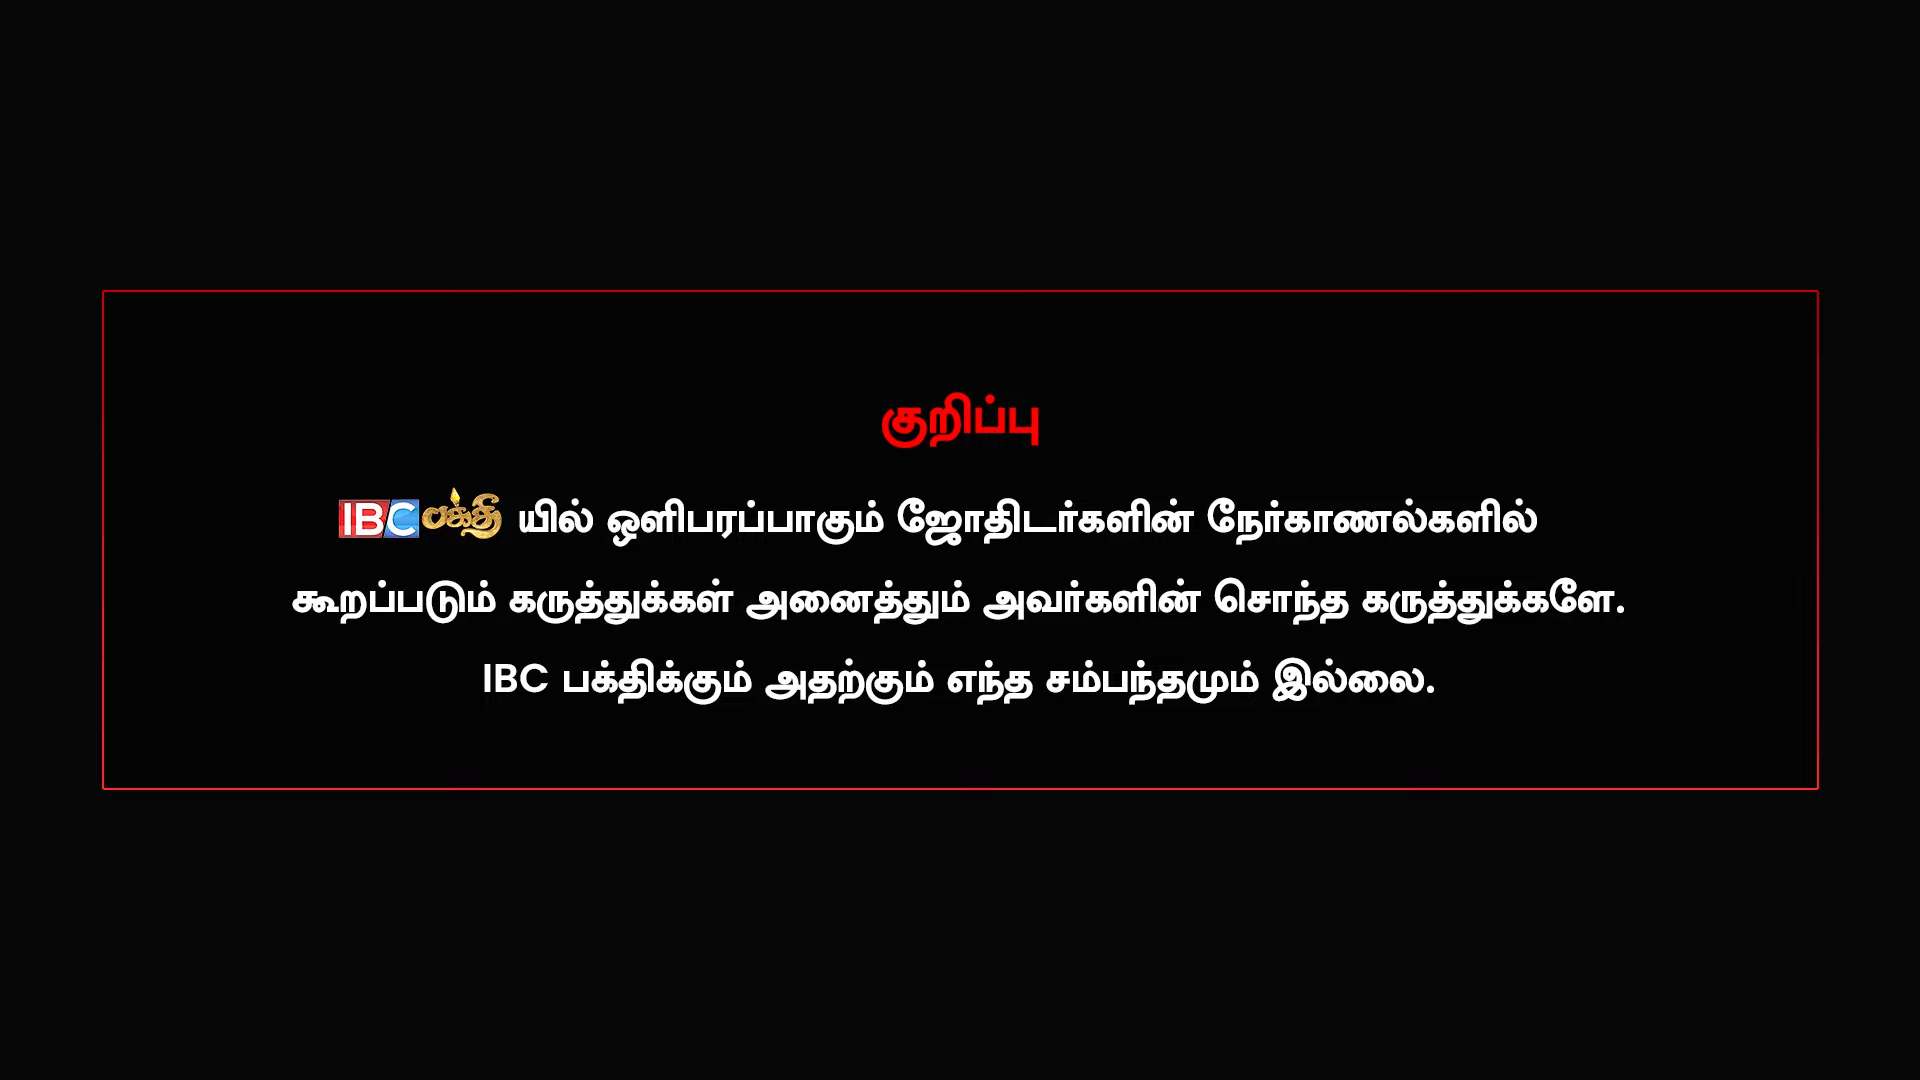 குறிப்பு
IBC பக்தி யில் ஒளிபரப்பாகும் ஜோதிடர்களின் நேர்காணல்களில்
கூறப்படும் கருத்துக்கள் அனைத்தும் அவர்களின் சொந்த கருத்துக்களே.
IBC பக்திக்கும் அதற்கும் எந்த சம்பந்தமும் இல்லை.